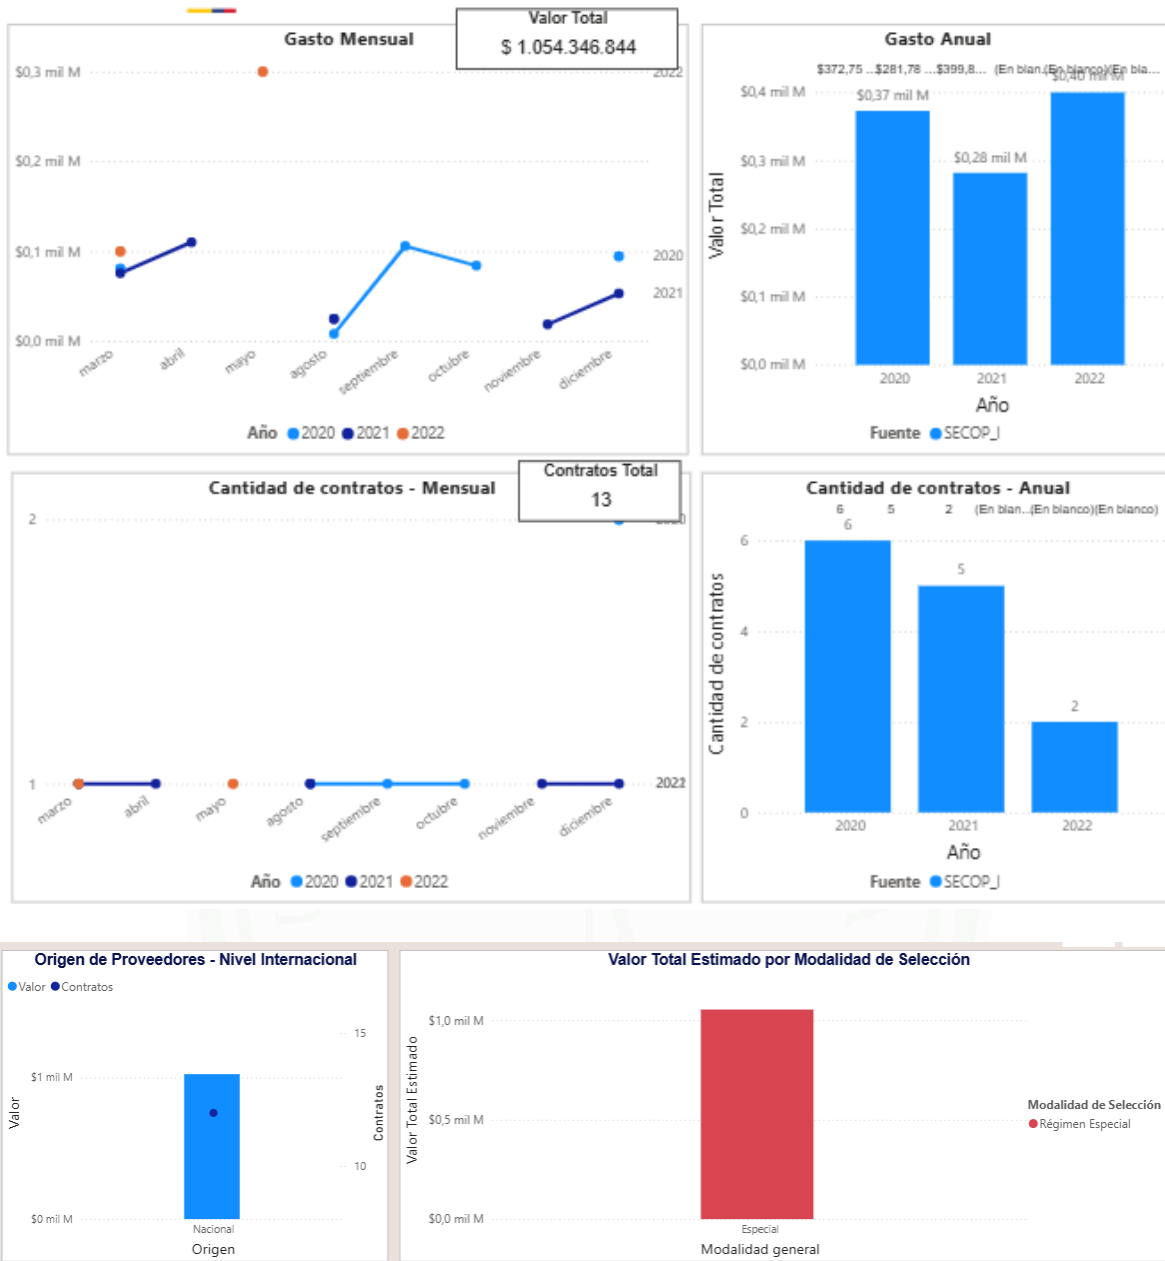 Valor Total
$ 1.054.346.844
Gasto Mensual
$0,3 mil M
$0,2 mil M
$0,1 mil M
$0,0 mil M
2022
2020
2021
marzo
abril
mayo
agosto
septiembre
octubre
noviembre
diciembre
Año 2020 2021 2022
Gasto Anual
$372,75 ... $281,78 ... $399,8... (En blan... (En blanco) (En bla...
$0,40 mil M
$0,37 mil M
$0,28 mil M
Valor Total
$0,4 mil M
$0,3 mil M
$0,2 mil M
$0,1 mil M
$0,0 mil M
2020 2021 2022
Año
Fuente SECOP_I
Contratos Total
13
Cantidad de contratos - Mensual
2
1
2022
marzo
abril
mayo
agosto
septiembre
octubre
noviembre
diciembre
Año 2020 2021 2022
Cantidad de contratos - Anual
6 5 2 (En blan... (En blanco) (En blanco)
6
5
2
Cantidad de contratos
6
4
2
0
2020 2021 2022
Año
Fuente SECOP_I
Origen de Proveedores - Nivel Internacional
Valor Contratos
Valor
$1 mil M
$0 mil M
15
10
Contratos
Nacional
Origen
Valor Total Estimado por Modalidad de Selección
Valor Total Estimado
$1,0 mil M
$0,5 mil M
$0,0 mil M
Especial
Modalidad general
Modalidad de Selección
Régimen Especial